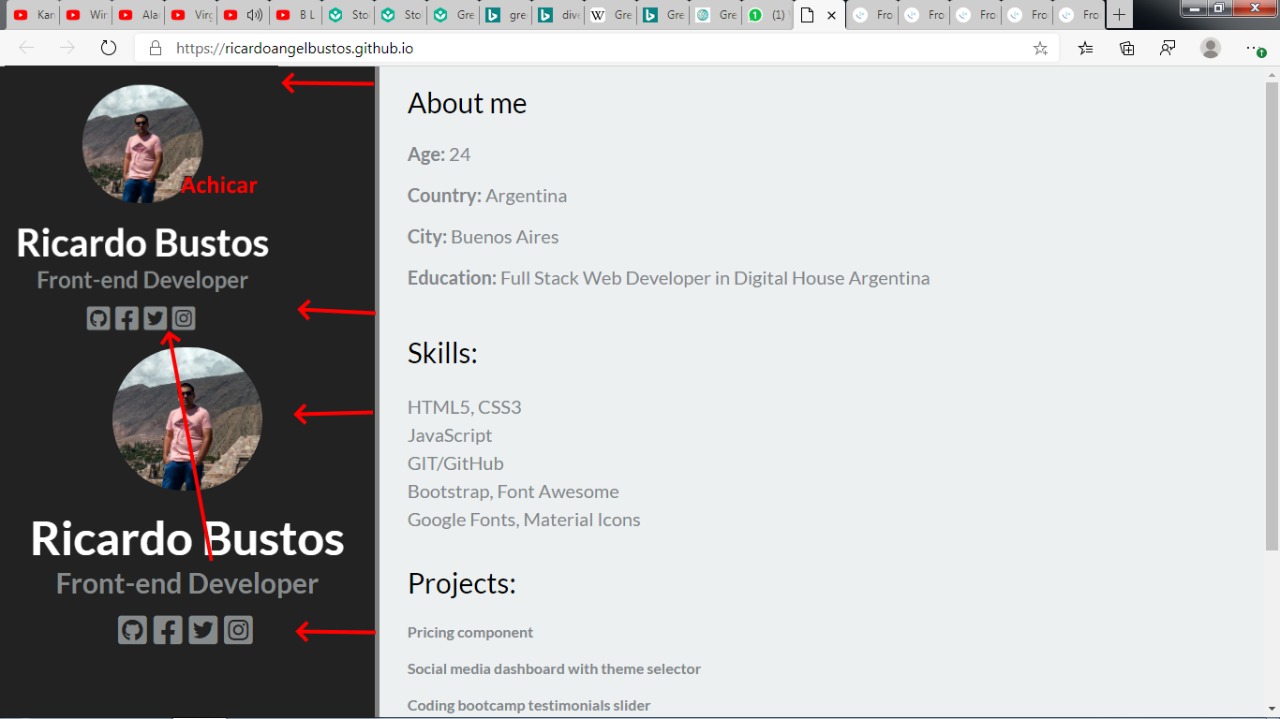 Kar
Wir
Ala
Virg
B L
Sto
Sto
Gre
gre
dive
Gre
Gre
Gre
(1)
Fro
Fro
Fro
Fro
Fro
https://ricardoangelbustos.github.io
Achicar
Ricardo Bustos
Front-end Developer
Ricardo Bustos
Front-end Developer
About me
Age: 24
Country: Argentina
City: Buenos Aires
Education: Full Stack Web Developer in Digital House Argentina
Skills:
HTML5, CSS3
JavaScript
GIT/GitHub
Bootstrap, Font Awesome
Google Fonts, Material Icons
Projects:
Pricing component
Social media dashboard with theme selector
Coding bootcamp testimonials slider